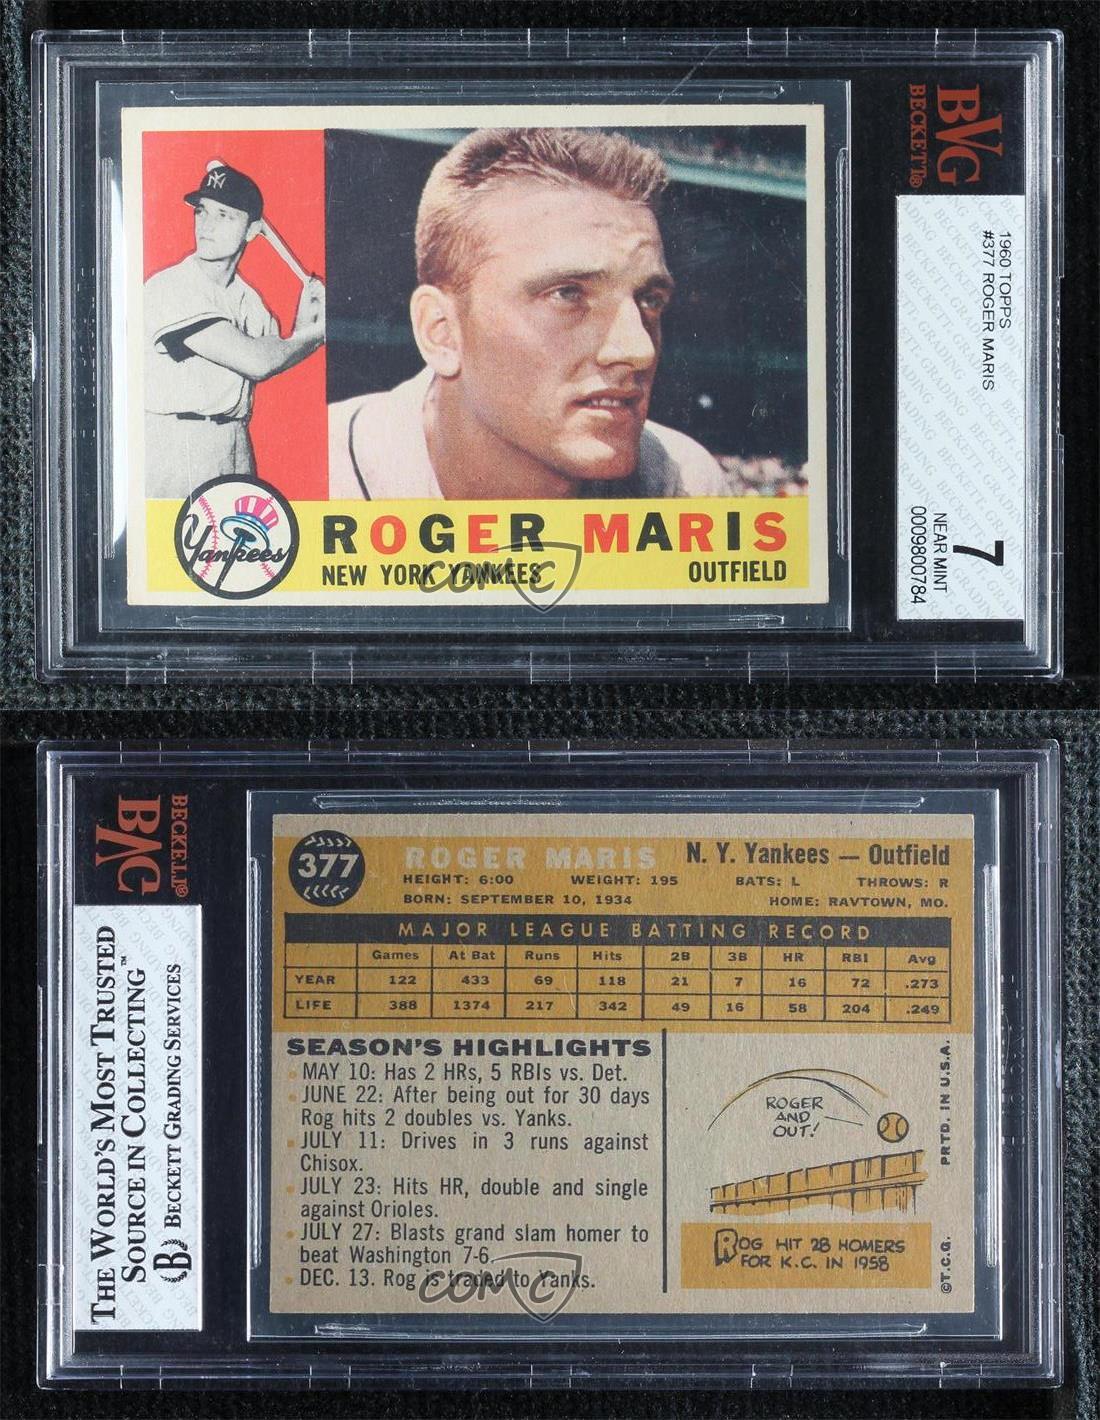 BVG
BECKETT®
1960 TOPPS
#377 ROGER MARIS
7
NEAR MINT
0009800784
NY
Yankees
ROGER MARIS
NEW YORK YANKEES
OUTFIELD
COMC
BECKETT®
BVG
THE WORLD'S MOST TRUSTED
SOURCE IN COLLECTING™
BECKETT GRADING SERVICES
377
ROGER MARIS N. Y. Yankees — Outfield
HEIGHT: 6:00 WEIGHT: 195 BATS: L THROWS: R
BORN: SEPTEMBER 10, 1934 HOME: RAVTOWN, MO.
MAJOR LEAGUE BATTING RECORD
Games At Bat Runs Hits 2B 3B HR RBI Avg
YEAR 122 433 69 118 21 7 16 72 .273
LIFE 388 1374 217 342 49 16 58 204 .249
SEASON'S HIGHLIGHTS
MAY 10: Has 2 HRs, 5 RBIs vs. Det.
JUNE 22: After being out for 30 days
Rog hits 2 doubles vs. Yanks.
JULY 11: Drives in 3 runs against
Chisox.
JULY 23: Hits HR, double and single
against Orioles.
JULY 27: Blasts grand slam homer to
beat Washington 7-6.
DEC. 13. Rog is traded to Yanks.
ROGER
AND
OUT!
ROG HIT 28 HOMERS
FOR K.C. IN 1958
©T.C.G. PRTD. IN U.S.A.
COMC